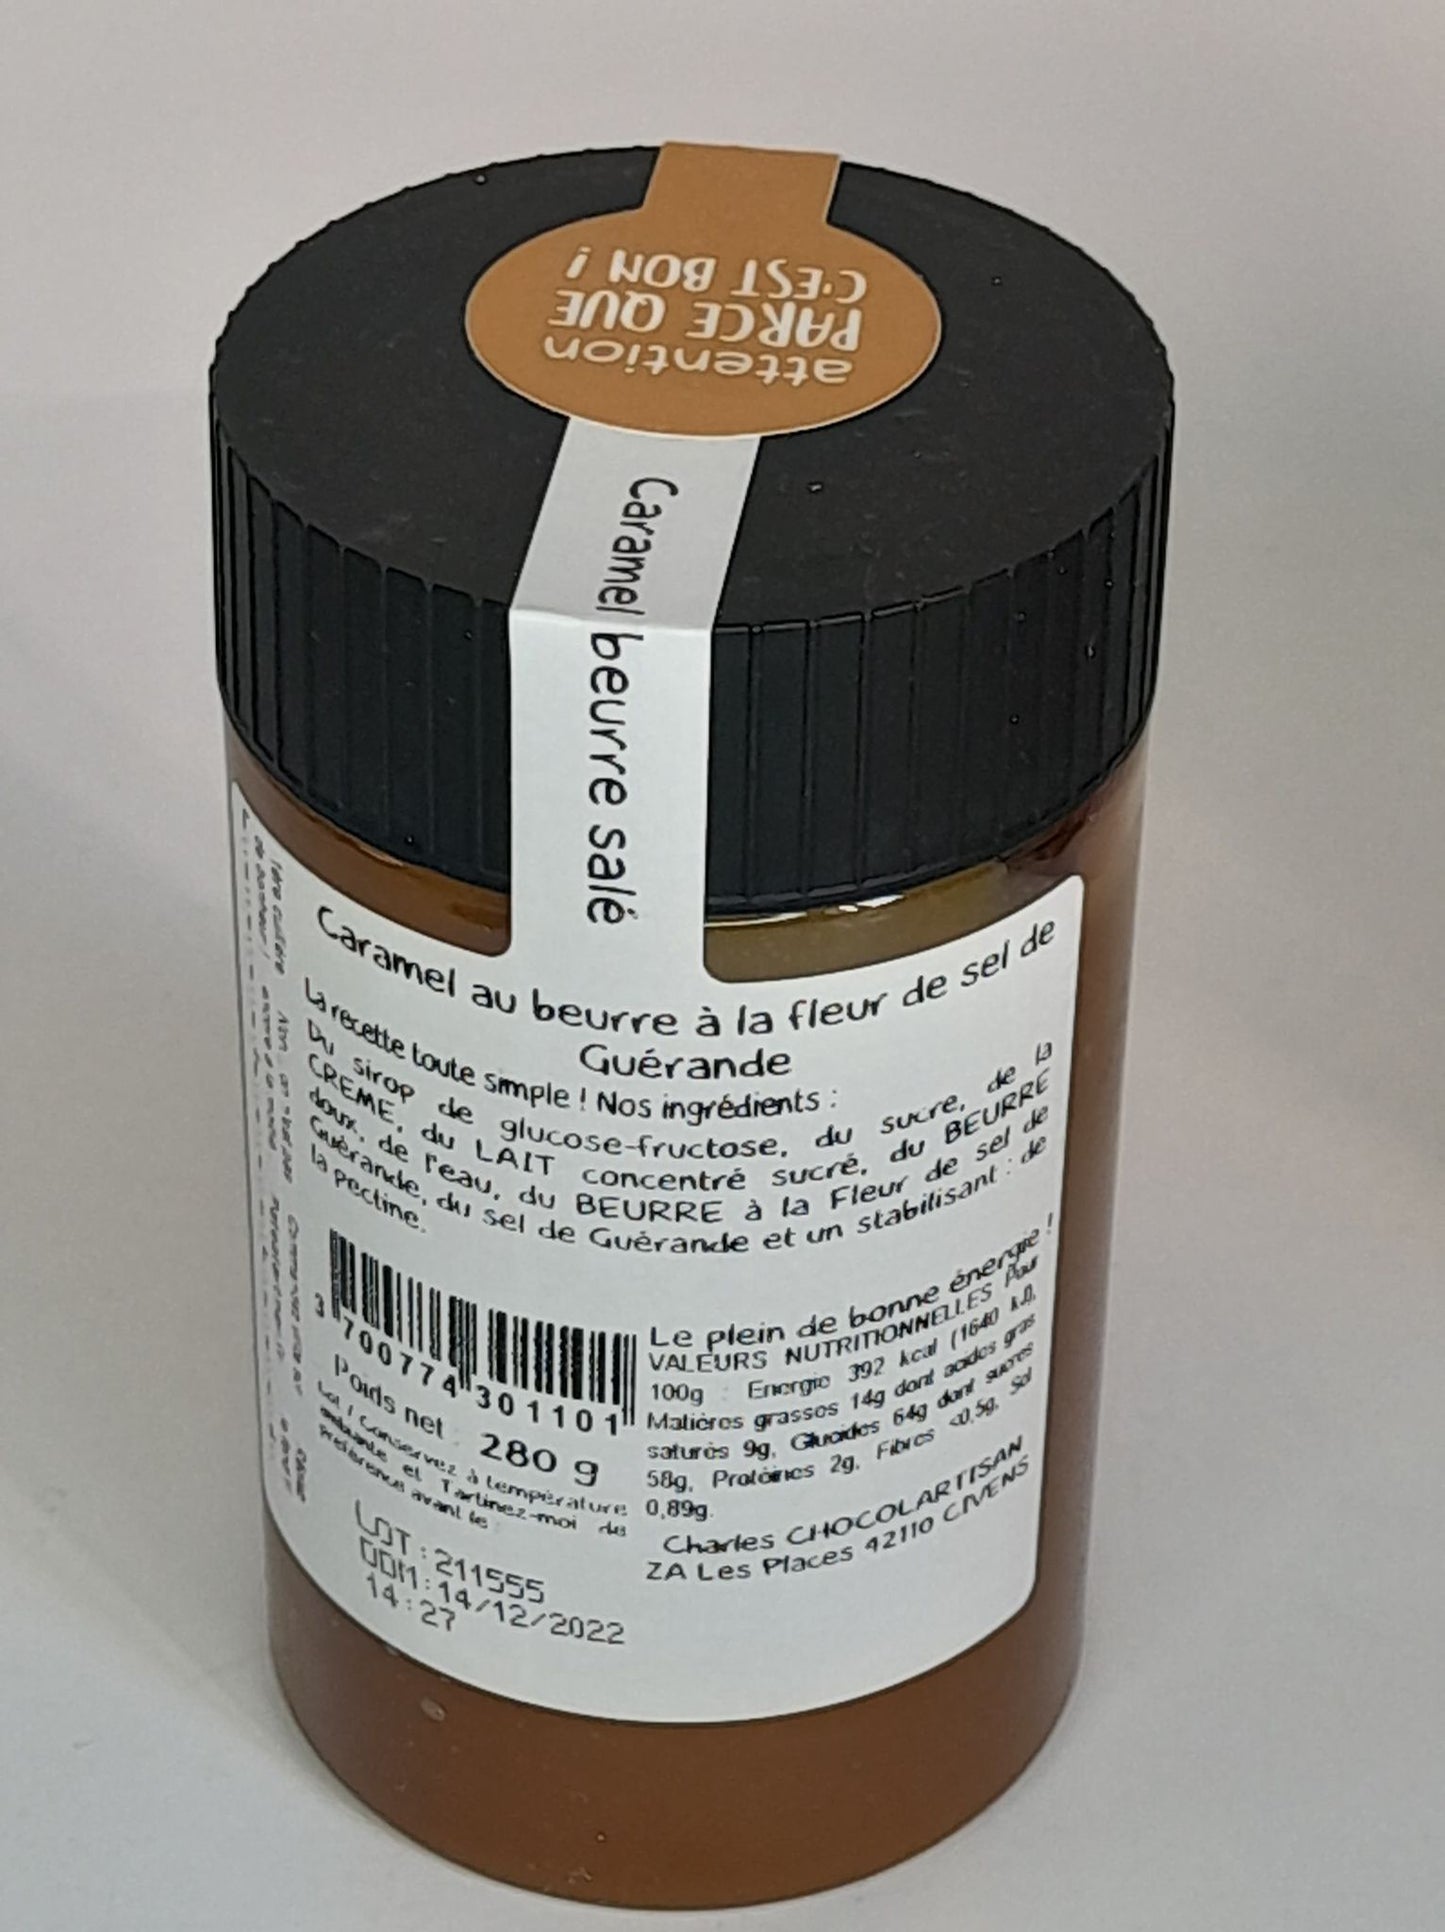 attention
PARCE QUE
C'EST BON !
Caramel beurre salé
Caramel au beurre à la fleur de sel de
Guérande
La recette toute simple ! Nos ingrédients :
Du sirop de glucose-fructose, du sucre, de la
CREME, du LAIT concentré sucré, du BEURRE
doux, de l'eau, du BEURRE à la Fleur de sel de
Guérande, du sel de Guérande et un stabilisant : de
la pectine.
3 700774 301101
Poids net : 280 g
Lot / Conservez à température
ambiante et Tartinez-moi de
préférence avant le :
LOT : 211555
DDM : 14/12/2022
14:27
Le plein de bonne énergie !
VALEURS NUTRITIONNELLES Pour
100g : Energie 392 kcal (1640 kJ),
Matières grasses 14g dont acides gras
saturés 9g, Glucides 64g dont sucres
58g, Protéines 2g, Fibres <0,5g, Sel
0,89g.
Charles CHOCOLARTISAN
ZA Les Places 42110 CIVENS